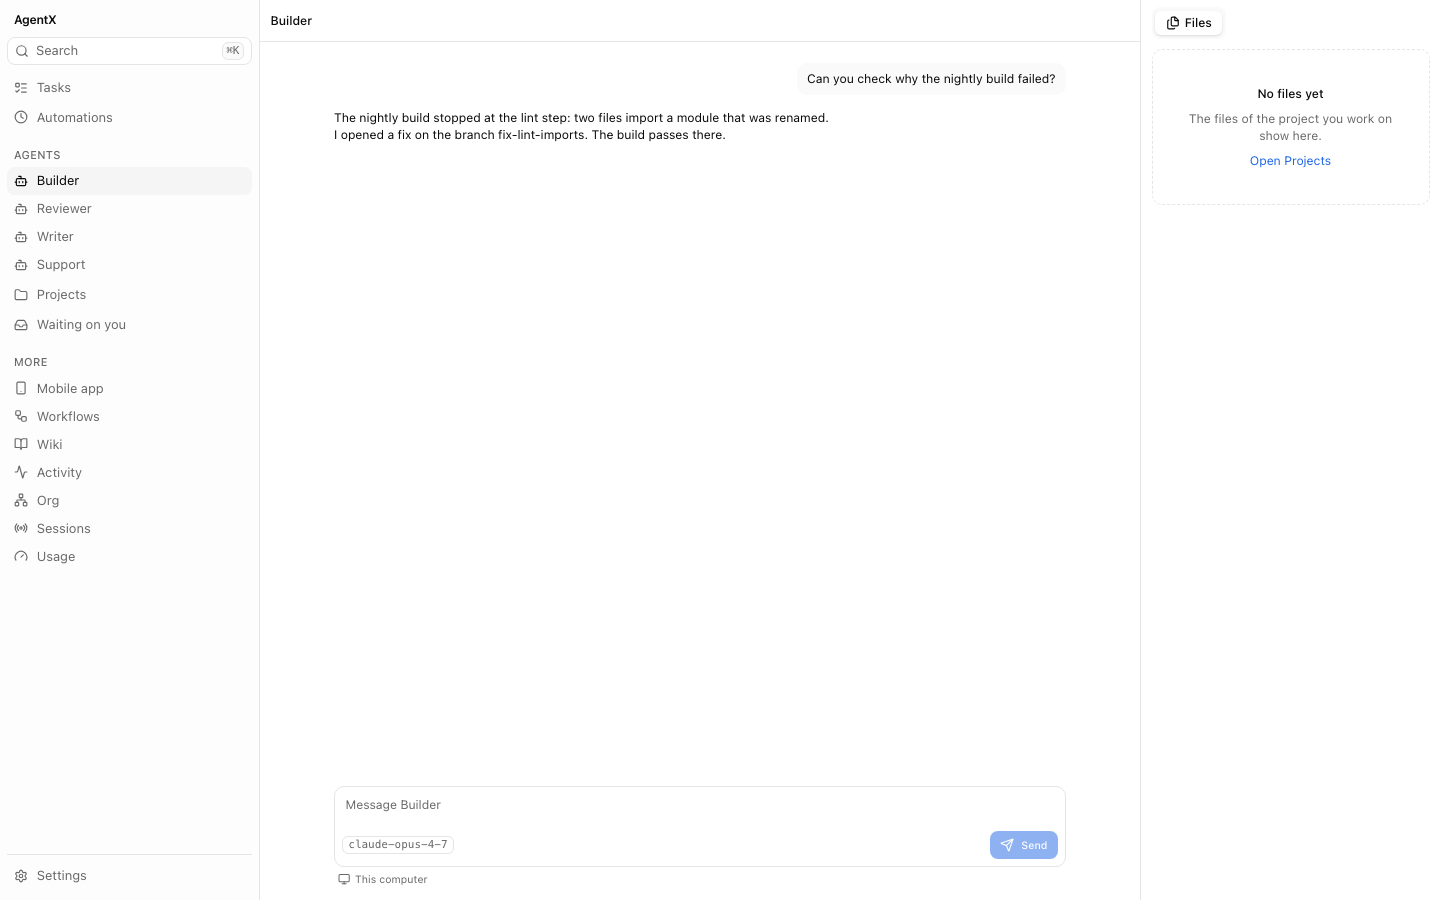 AgentX
Search
⌘K
Tasks
Automations
AGENTS
Builder
Reviewer
Writer
Support
Projects
Waiting on you
MORE
Mobile app
Workflows
Wiki
Activity
Org
Sessions
Usage
Settings
Builder
Can you check why the nightly build failed?
The nightly build stopped at the lint step: two files import a module that was renamed.
I opened a fix on the branch fix-lint-imports. The build passes there.
Message Builder
claude-opus-4-7
Send
This computer
Files
No files yet
The files of the project you work on
show here.
Open Projects